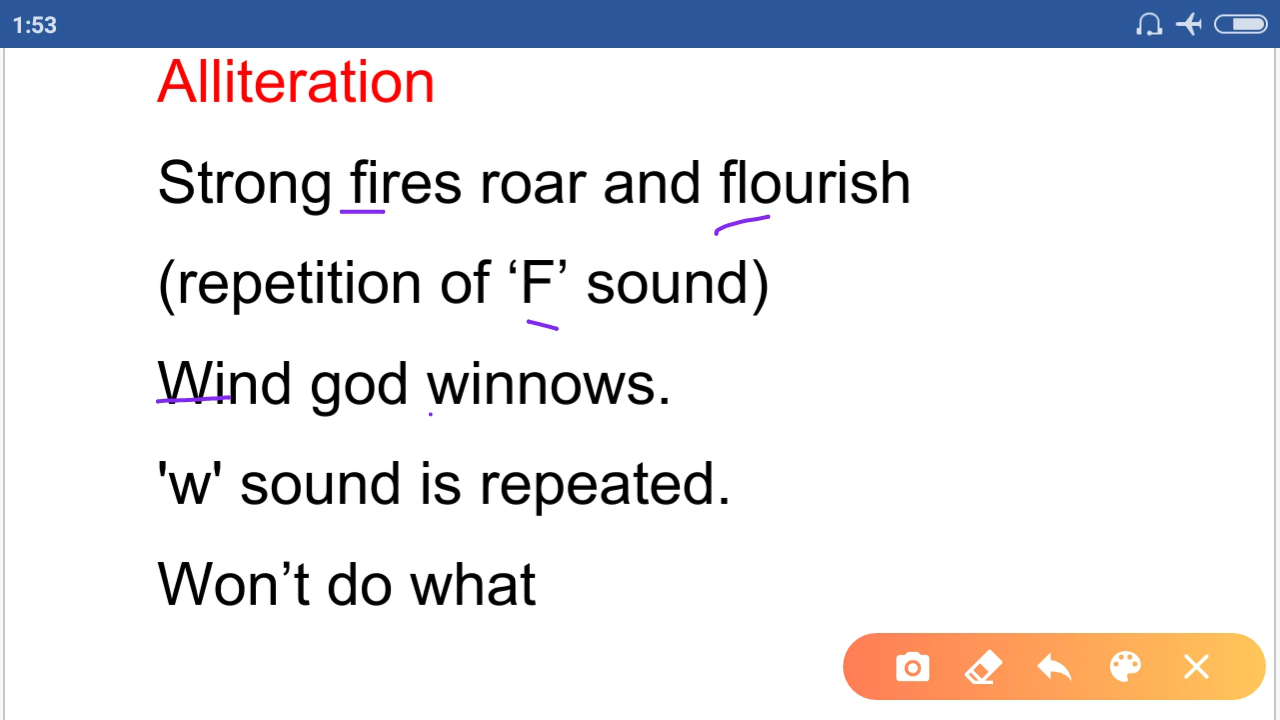 1:53
Alliteration
Strong fires roar and flourish
(repetition of ‘F’ sound)
Wind god winnows.
'w' sound is repeated.
Won’t do what